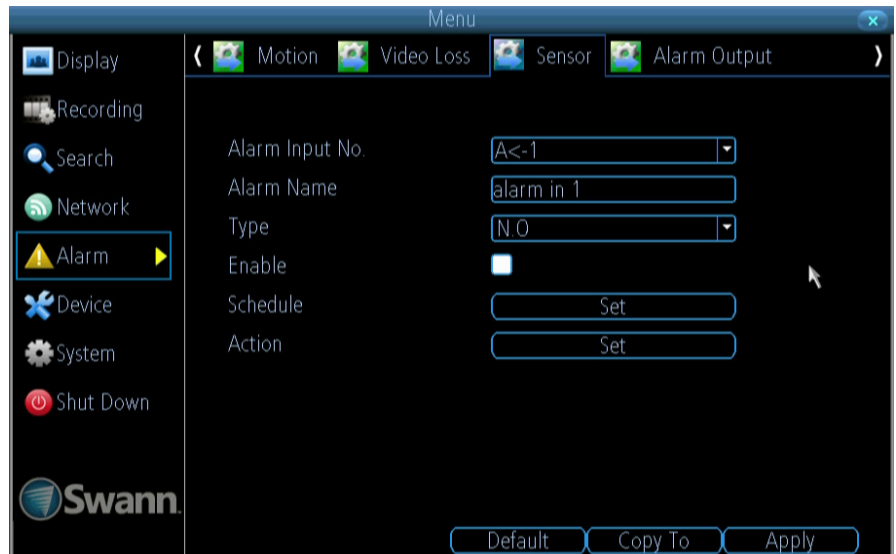 Menu
Display
Motion Video Loss Sensor Alarm Output
Recording
Search
Network
Alarm
Device
System
Shut Down
Alarm Input No. A<-1
Alarm Name alarm in 1
Type N.O
Enable
Schedule Set
Action Set
Swann
Default Copy To Apply